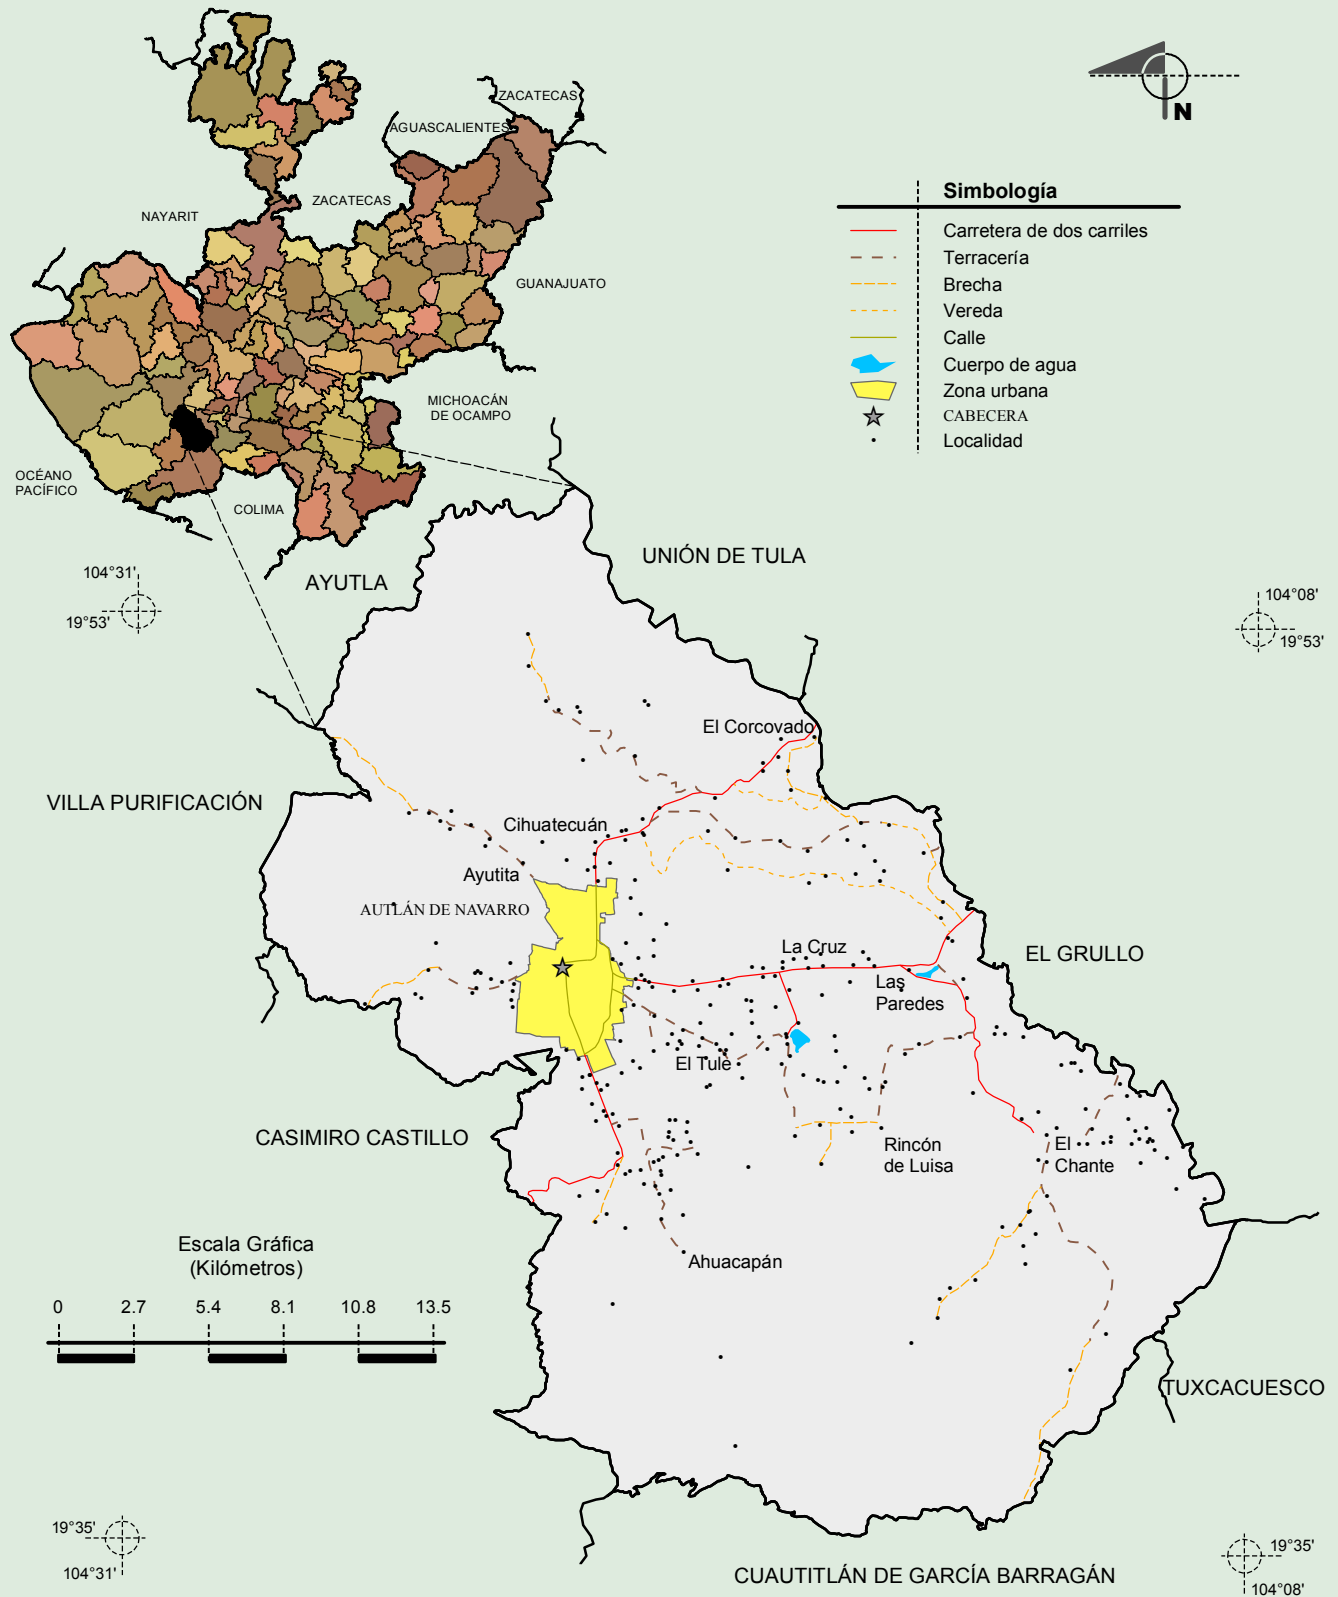 ZACATECAS
AGUASCALIENTES
ZACATECAS
NAYARIT
GUANAJUATO
MICHOACÁN
DE OCAMPO
OCÉANO
PACÍFICO
COLIMA
N
Simbología
Carretera de dos carriles
Terracería
Brecha
Vereda
Calle
Cuerpo de agua
Zona urbana
CABECERA
Localidad
104°31'
19°53'
104°08'
19°53'
AYUTLA
UNIÓN DE TULA
El Corcovado
VILLA PURIFICACIÓN
Cihuatecuán
Ayutita
AUTLÁN DE NAVARRO
La Cruz
EL GRULLO
Las
Paredes
El Tule
CASIMIRO CASTILLO
Rincón
de Luisa
El
Chante
Ahuacapán
Escala Gráfica
(Kilómetros)
0 2.7 5.4 8.1 10.8 13.5
TUXCACUESCO
19°35'
104°31'
19°35'
104°08'
CUAUTITLÁN DE GARCÍA BARRAGÁN